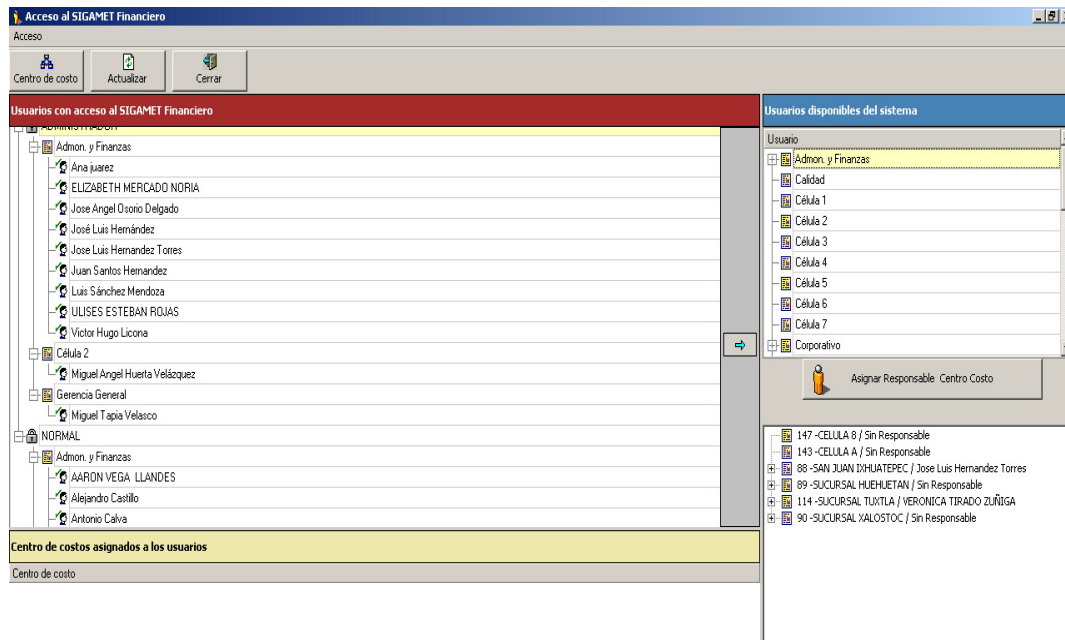 Acceso al SIGAMET Financiero
Acceso
Centro de costo
Actualizar
Cerrar
Usuarios con acceso al SIGAMET Financiero
ADMINISTRADOR
Admon. y Finanzas
Ana juarez
ELIZABETH MERCADO NORIA
Jose Angel Osorio Delgado
José Luis Hernández
Jose Luis Hernandez Torres
Juan Santos Hernandez
Luis Sánchez Mendoza
ULISES ESTEBAN ROJAS
Victor Hugo Licona
Célula 2
Miguel Angel Huerta Velázquez
Gerencia General
Miguel Tapia Velasco
NORMAL
Admon. y Finanzas
AARON VEGA LLANDES
Alejandro Castillo
Antonio Calva
Centro de costos asignados a los usuarios
Centro de costo
Usuarios disponibles del sistema
Usuario
Admon. y Finanzas
Calidad
Célula 1
Célula 2
Célula 3
Célula 4
Célula 5
Célula 6
Célula 7
Corporativo
Asignar Responsable Centro Costo
147 -CELULA 8 / Sin Responsable
143 -CELULA A / Sin Responsable
88 -SAN JUAN IXHUATEPEC / Jose Luis Hernandez Torres
89 -SUCURSAL HUEHUETAN / Sin Responsable
114 -SUCURSAL TUXTLA / VERONICA TIRADO ZUÑIGA
90 -SUCURSAL XALOSTOC / Sin Responsable